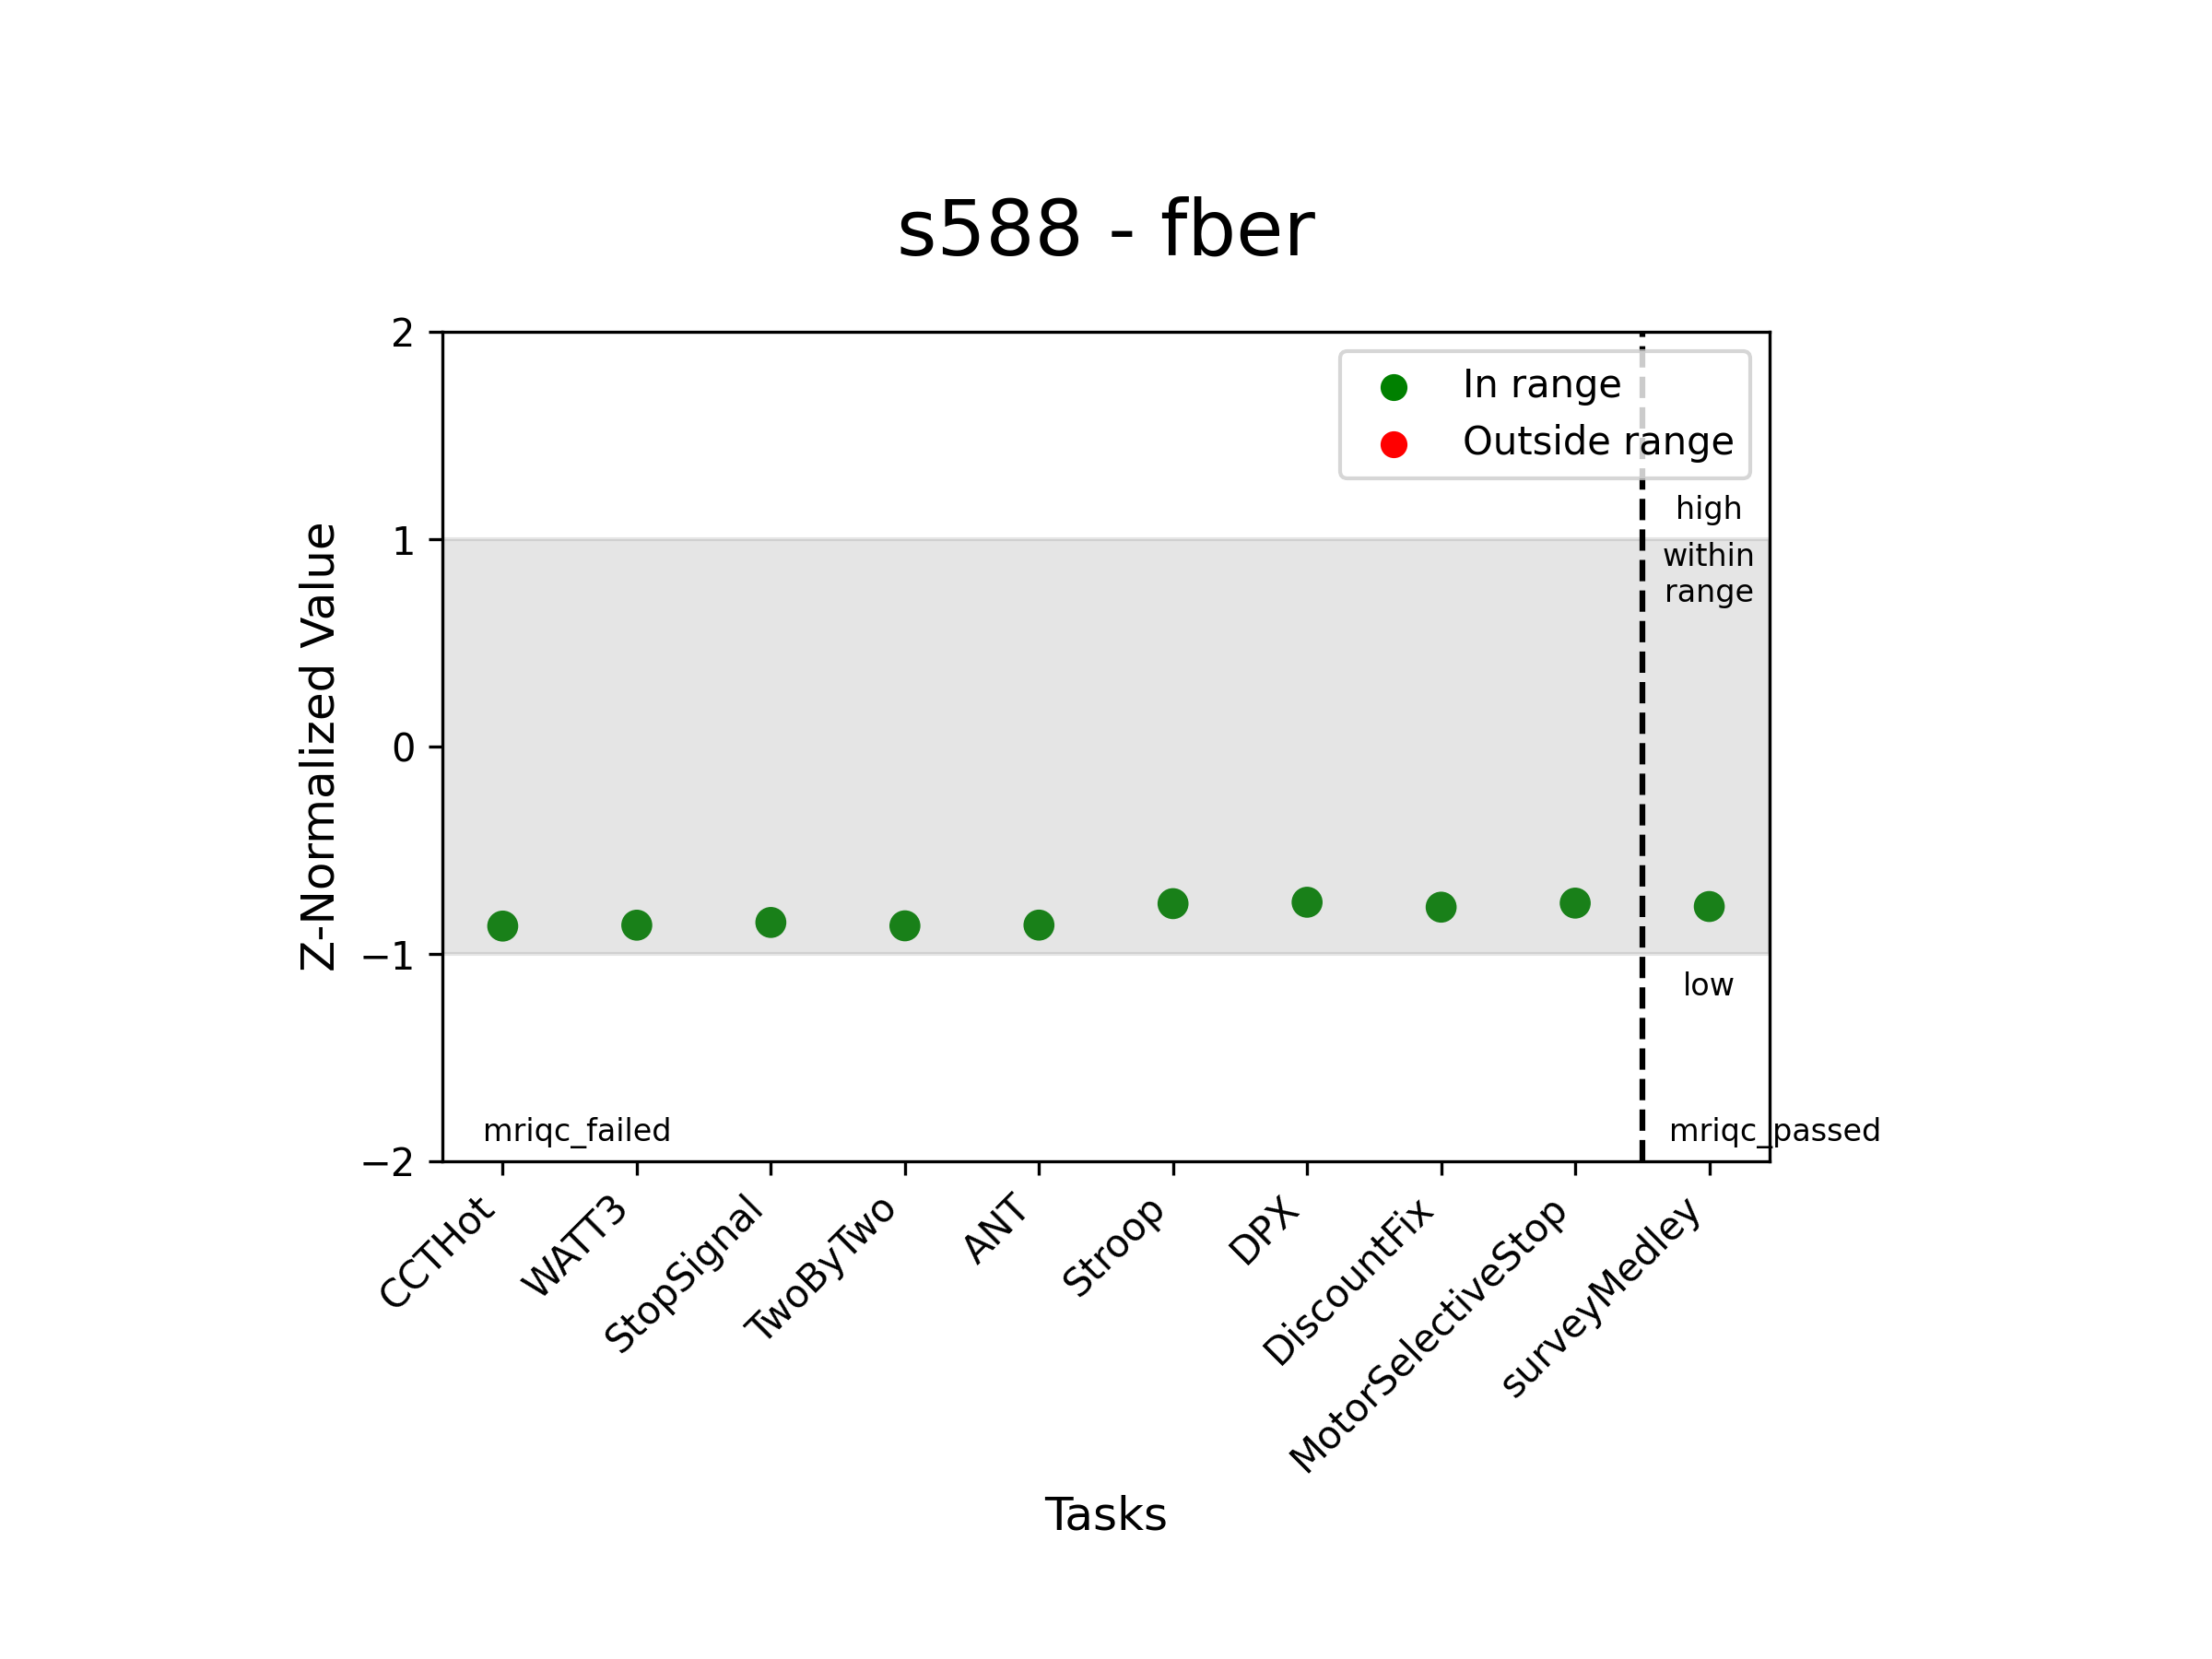 s588 - fber
2
1
0
−1
−2
Z-Normalized Value
In range
Outside range
high
within
range
low
mriqc_failed
mriqc_passed
CCTHot
WATT3
StopSignal
TwoByTwo
ANT
Stroop
DPX
DiscountFix
MotorSelectiveStop
surveyMedley
Tasks